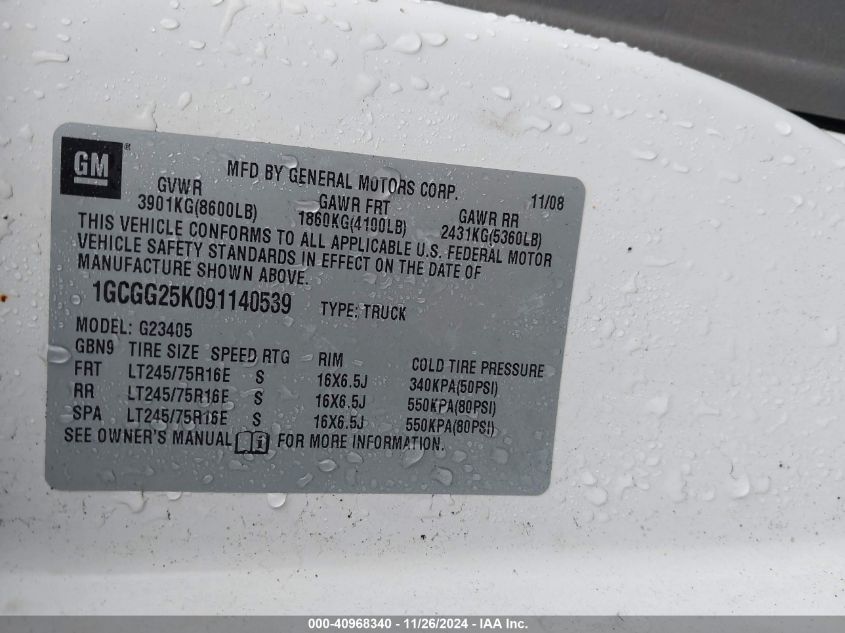 GM ®
MFD BY GENERAL MOTORS CORP. 11/08
GVWR GAWR FRT GAWR RR
3901KG(8600LB) 1860KG(4100LB) 2431KG(5360LB)
THIS VEHICLE CONFORMS TO ALL APPLICABLE U.S. FEDERAL MOTOR
VEHICLE SAFETY STANDARDS IN EFFECT ON THE DATE OF
MANUFACTURE SHOWN ABOVE.
1GCGG25K091140539 TYPE: TRUCK
MODEL: G23405
GBN9 TIRE SIZE SPEED RTG RIM COLD TIRE PRESSURE
FRT LT245/75R16E S 16X6.5J 340KPA(50PSI)
RR LT245/75R16E S 16X6.5J 550KPA(80PSI)
SPA LT245/75R16E S 16X6.5J 550KPA(80PSI)
SEE OWNER'S MANUAL FOR MORE INFORMATION.
000-40968340 - 11/26/2024 - IAA Inc.